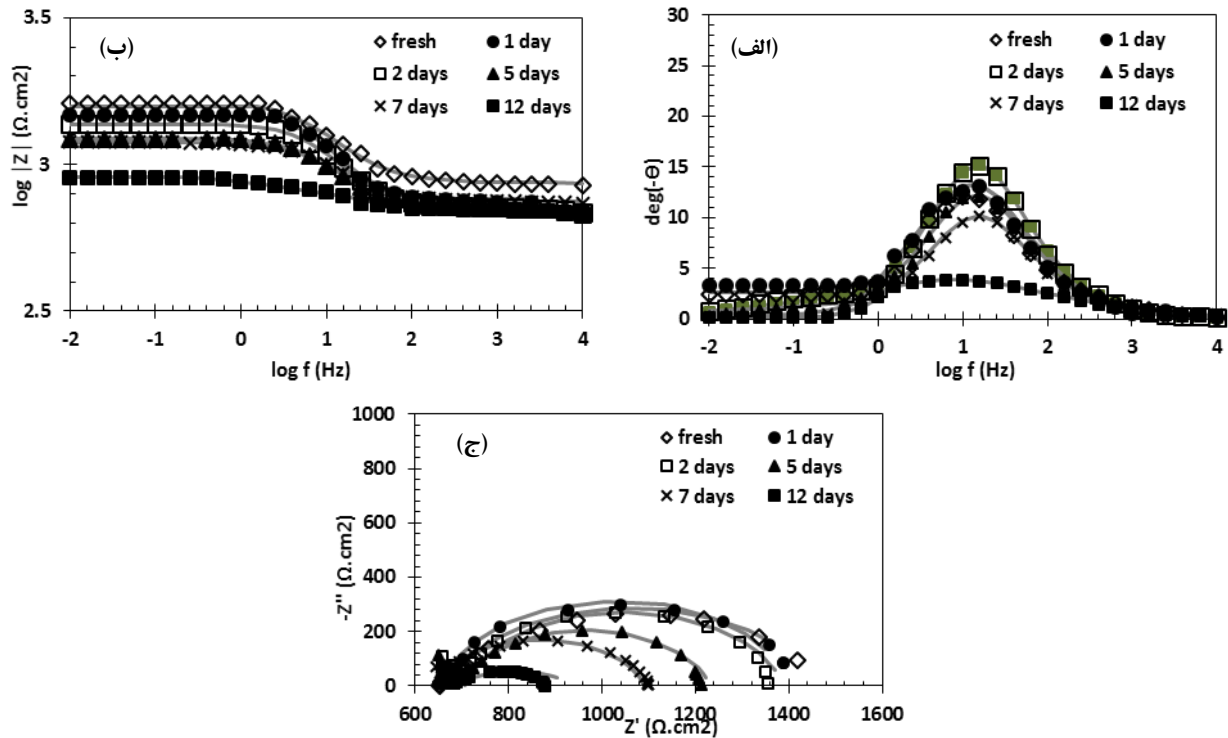 (ب)
3.5
3
2.5
log |Z| (Ω.cm2)
fresh 1 day
2 days 5 days
7 days 12 days
-2 -1 0 1 2 3 4
log f (Hz)
(الف)
30
25
20
15
10
5
0
deg(-Θ)
fresh 1 day
2 days 5 days
7 days 12 days
-2 -1 0 1 2 3 4
log f (Hz)
(ج)
1000
800
600
400
200
0
-Z'' (Ω.cm2)
fresh 1 day
2 days 5 days
7 days 12 days
600 800 1000 1200 1400 1600
Z' (Ω.cm2)